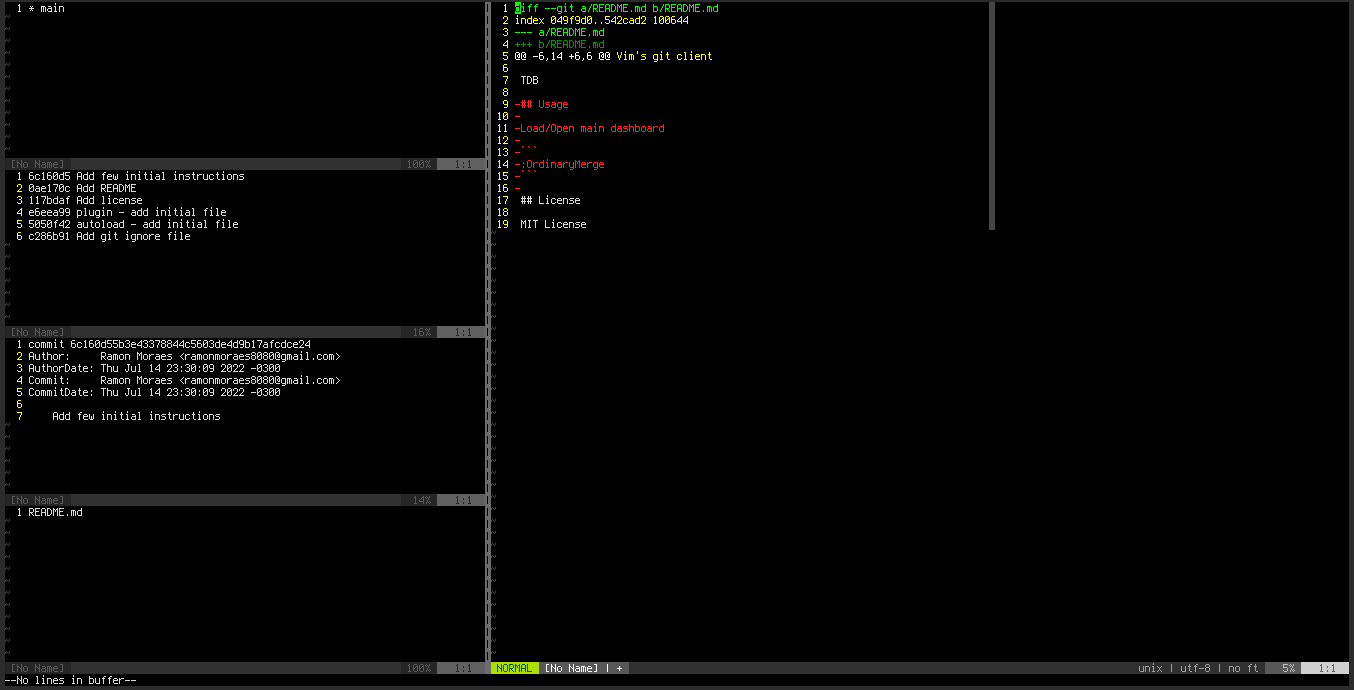 1 * main
[No Name] 100% 1:1
1 6c160d5 Add few initial instructions
2 0ae170c Add README
3 117bdaf Add license
4 e6eea99 plugin - add initial file
5 5050f42 autoload - add initial file
6 c286b91 Add git ignore file
[No Name] 16% 1:1
1 commit 6c160d55b3e43378844c5603de4d9b17afcdce24
2 Author:     Ramon Moraes <ramonmoraes8080@gmail.com>
3 AuthorDate: Thu Jul 14 23:30:09 2022 -0300
4 Commit:     Ramon Moraes <ramonmoraes8080@gmail.com>
5 CommitDate: Thu Jul 14 23:30:09 2022 -0300
6
7     Add few initial instructions
[No Name] 14% 1:1
1 README.md
[No Name] 100% 1:1
1 diff --git a/README.md b/README.md
2 index 049f9d0..542cad2 100644
3 --- a/README.md
4 +++ b/README.md
5 @@ -6,14 +6,6 @@ Vim's git client
6
7  TDB
8
9 -## Usage
10 -
11 -Load/Open main dashboard
12 -
13 -```
14 -:OrdinaryMerge
15 -```
16 -
17  ## License
18
19  MIT License
NORMAL [No Name] | + unix | utf-8 | no ft 5% 1:1
--No lines in buffer--